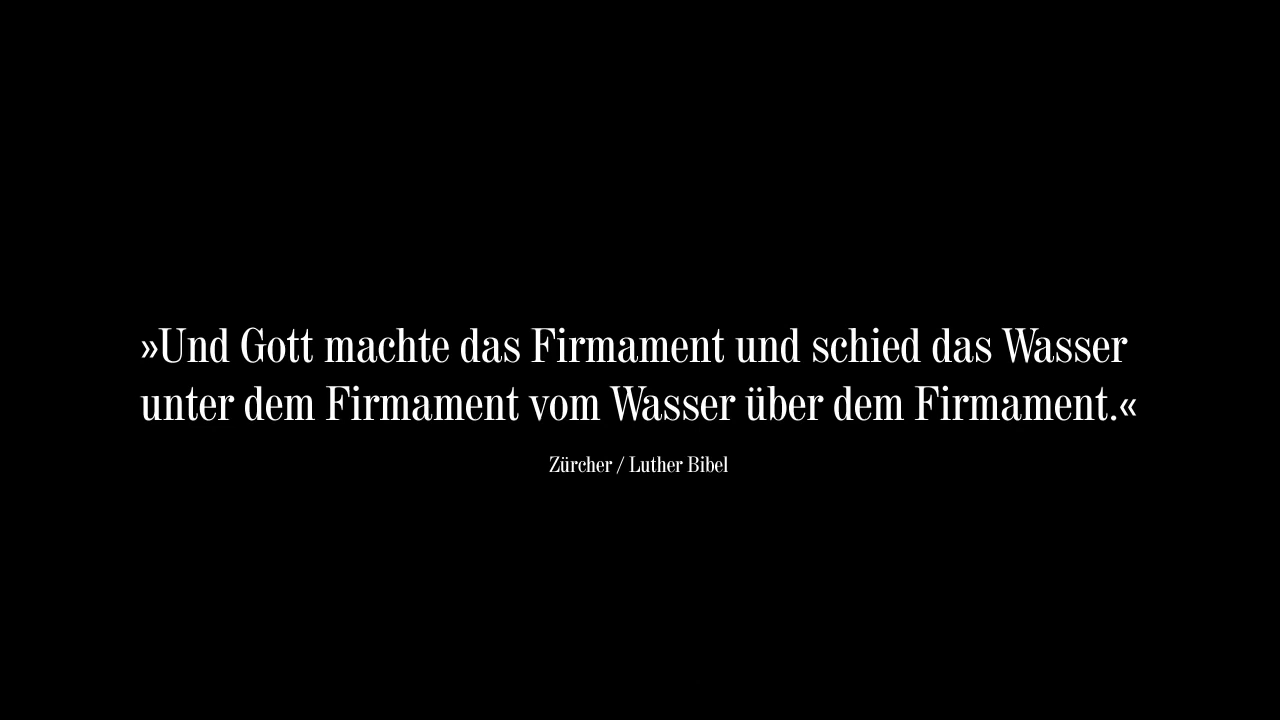 »Und Gott machte das Firmament und schied das Wasser
unter dem Firmament vom Wasser über dem Firmament.«
Zürcher / Luther Bibel